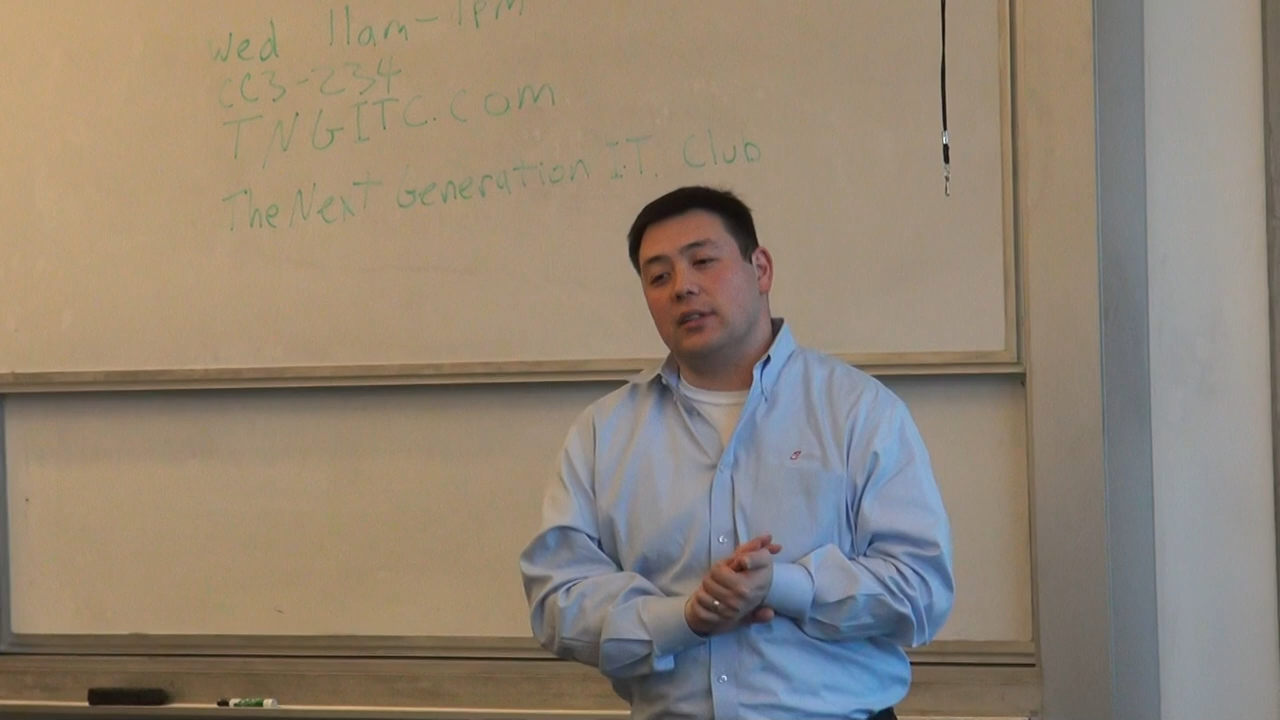 Wed 11am-1pm
CC3-234
TNGITC.com
The Next Generation I.T. Club